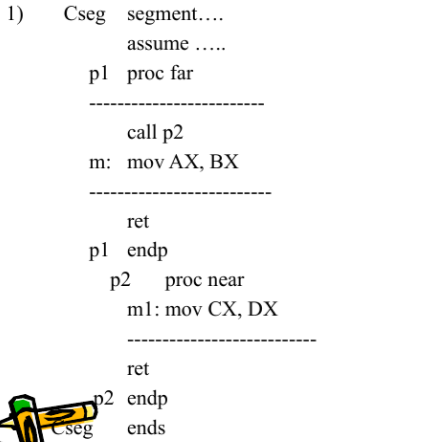 1) Cseg segment….
assume …..
p1 proc far
-------------------------
call p2
m: mov AX, BX
--------------------------
ret
p1 endp
p2 proc near
m1: mov CX, DX
---------------------------
ret
p2 endp
Cseg ends